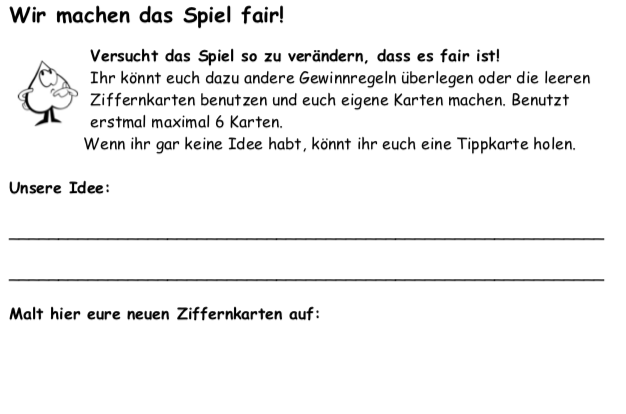 Wir machen das Spiel fair!
Versucht das Spiel so zu verändern, dass es fair ist!
Ihr könnt euch dazu andere Gewinnregeln überlegen oder die leeren
Ziffernkarten benutzen und euch eigene Karten machen. Benutzt
erstmal maximal 6 Karten.
Wenn ihr gar keine Idee habt, könnt ihr euch eine Tippkarte holen.
Unsere Idee:
Malt hier eure neuen Ziffernkarten auf: